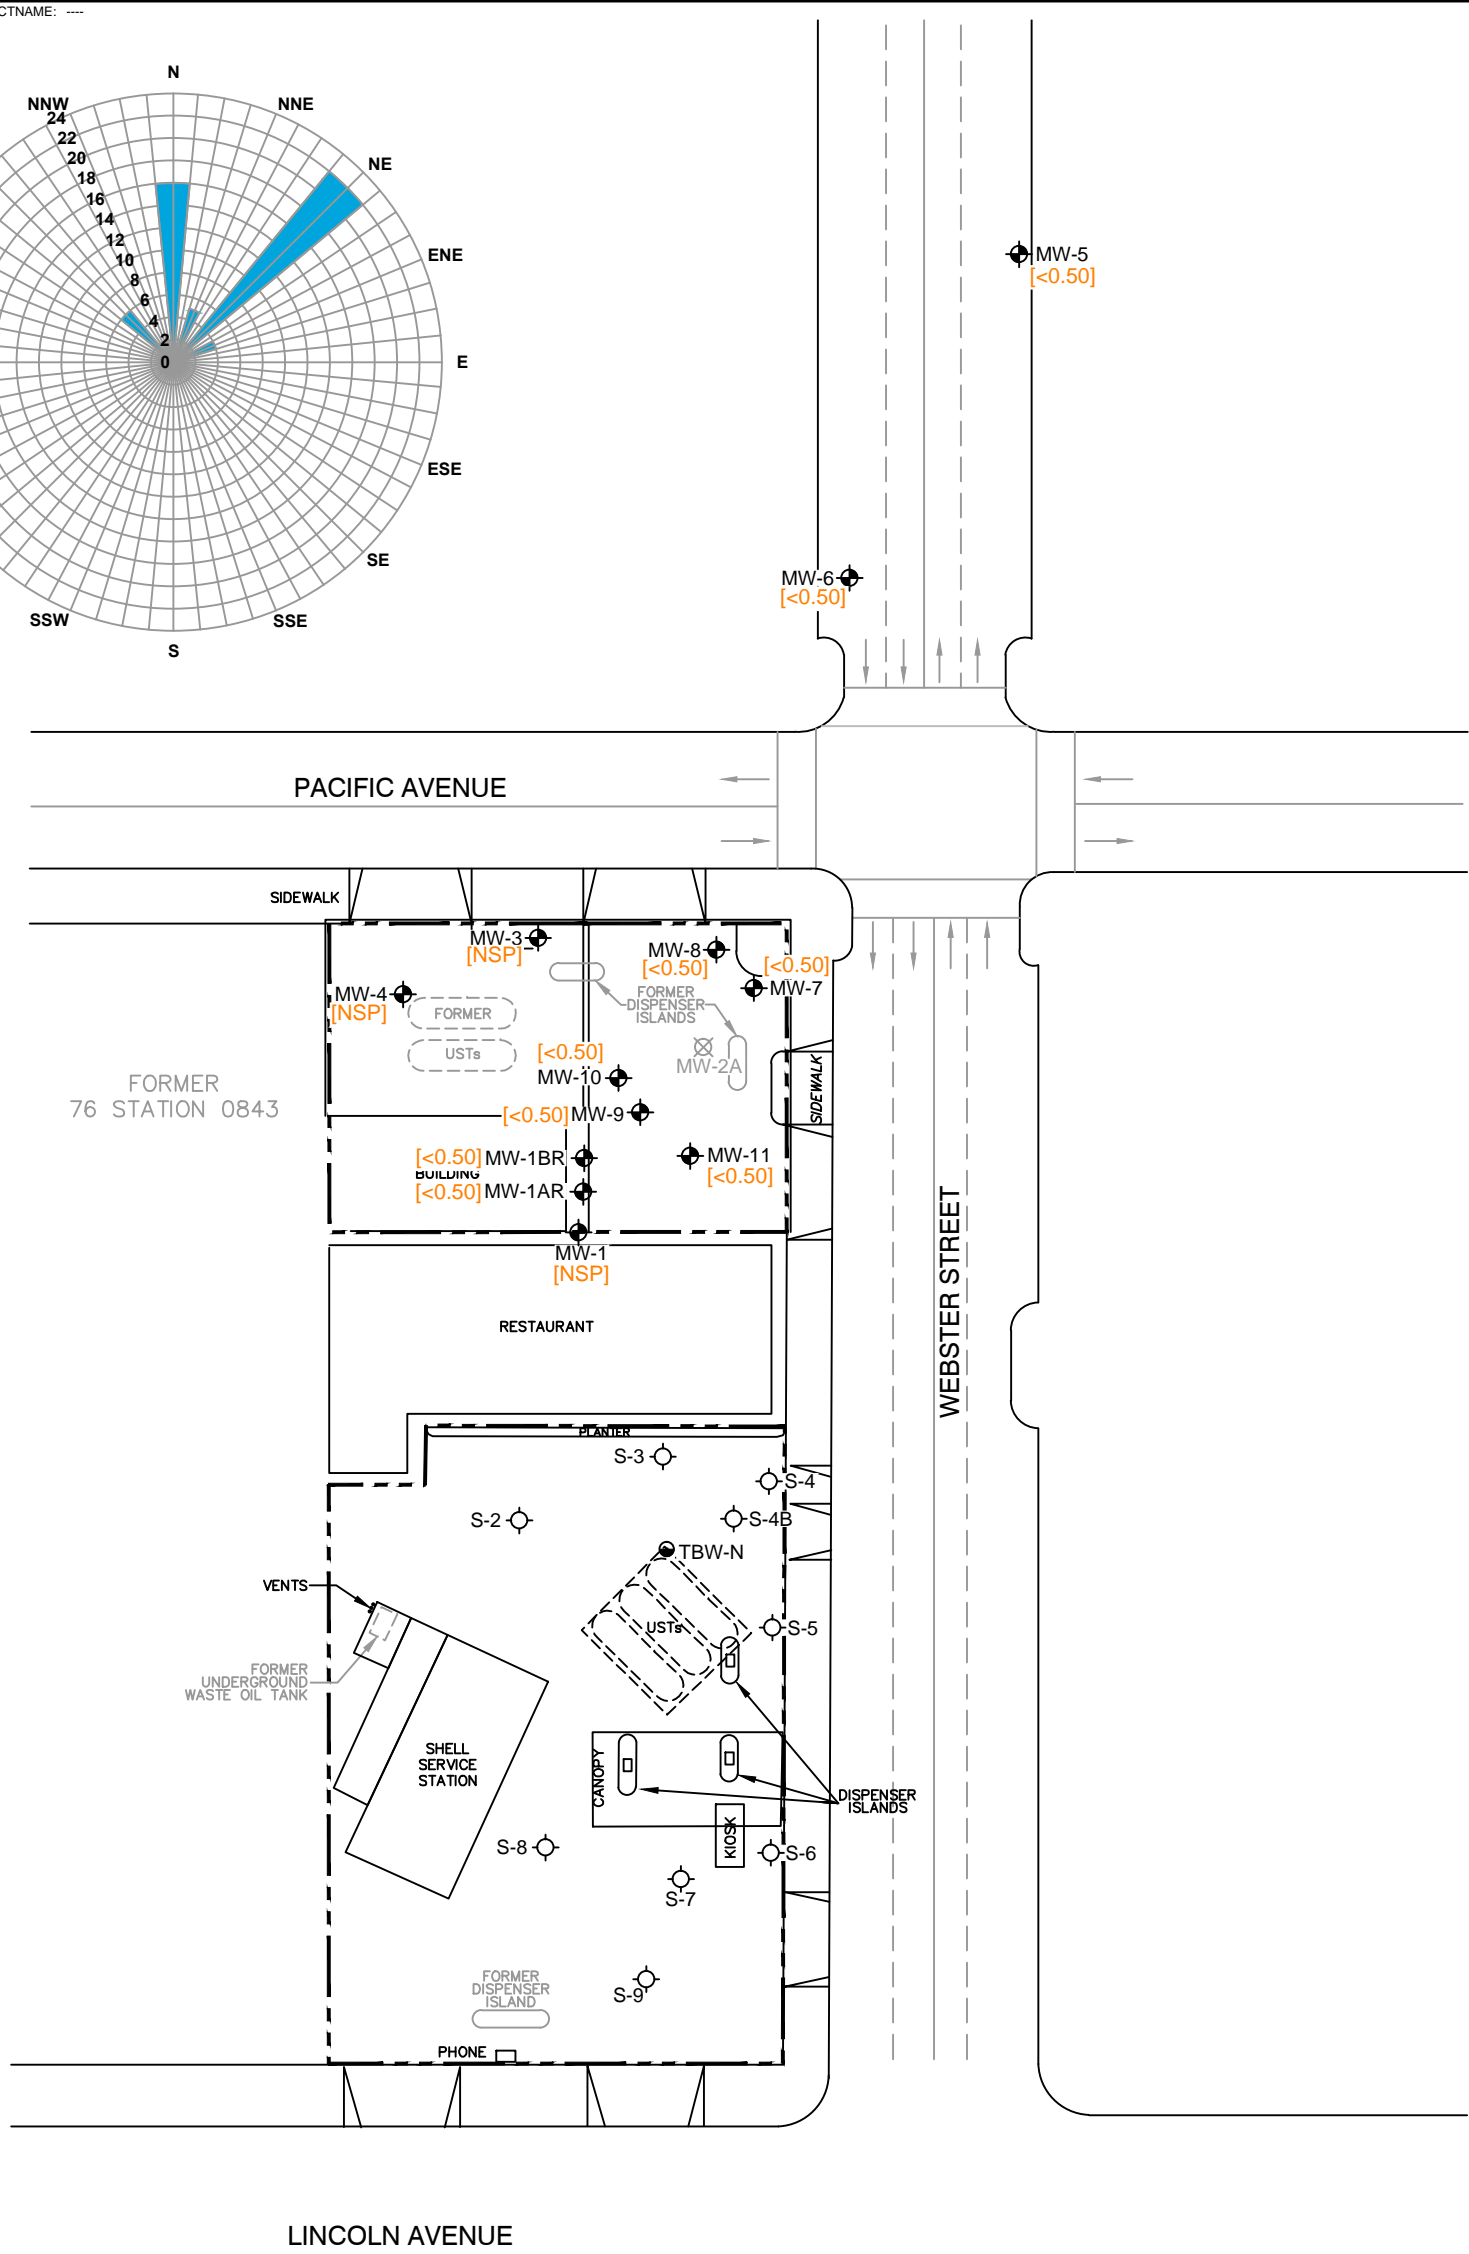 CTNAME: ----
N
NNW
NNE
24
22
20
18
16
14
12
10
8
6
4
2
0
NE
ENE
E
ESE
SE
SSE
S
SSW
MW-5
[<0.50]
MW-6
[<0.50]
PACIFIC AVENUE
SIDEWALK
MW-3
[NSP]
MW-8
[<0.50]
[<0.50]
MW-7
MW-4
[NSP]
FORMER
USTs
FORMER
DISPENSER
ISLANDS
MW-2A
[<0.50]
MW-10
[<0.50] MW-9
SIDEWALK
FORMER
76 STATION 0843
[<0.50] MW-1BR
BUILDING
[<0.50] MW-1AR
MW-11
[<0.50]
MW-1
[NSP]
WEBSTER STREET
RESTAURANT
PLANTER
S-3
S-4
S-2
S-4B
TBW-N
VENTS
USTs
S-5
FORMER
UNDERGROUND
WASTE OIL TANK
SHELL
SERVICE
STATION
CANOPY
DISPENSER
ISLANDS
KIOSK
S-8
S-6
S-7
FORMER
DISPENSER
ISLAND
S-9
PHONE
LINCOLN AVENUE